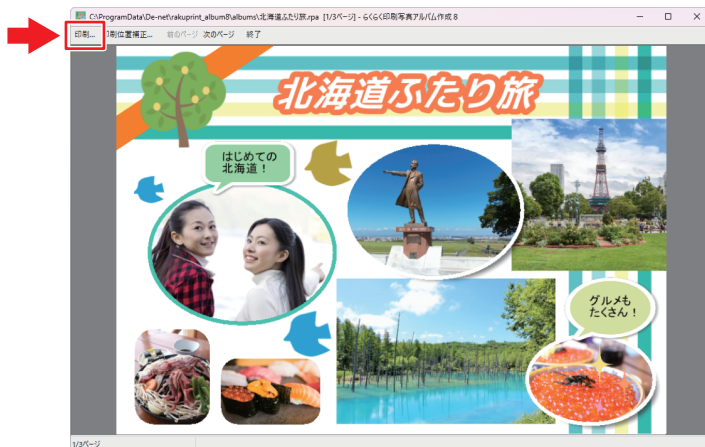 C:\ProgramData\De-net\rakuprint_album8\albums\北海道ふたり旅.rpa [1/3ページ] - らくらく印刷写真アルバム作成 8
印刷... 印刷位置補正... 前のページ 次のページ 終了
北海道ふたり旅
はじめての
北海道！
グルメも
たくさん！
1/3ページ